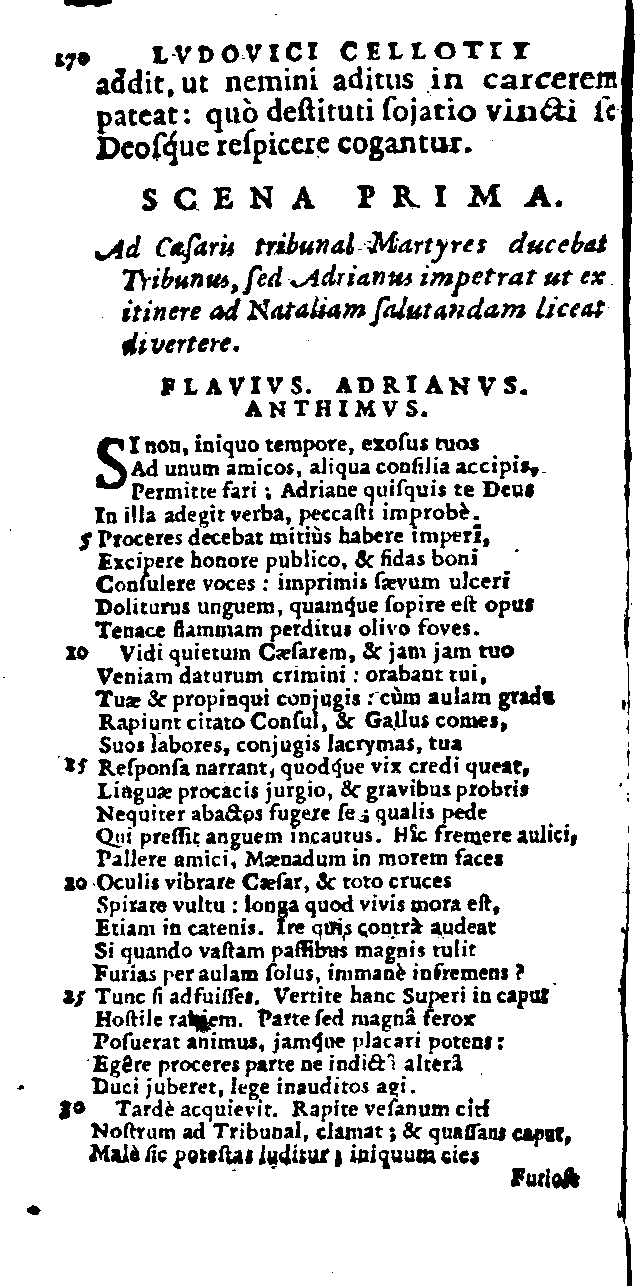 170 LVDOVICI CELLOTII
addit, ut nemini aditus in carcerem
pateat: quò deſtituti ſojatio vincti ſe
Deoſque reſpicere cogantur.
SCENA PRIMA.
Ad Cæſaris tribunal Martyres ducebat
Tribunus, ſed Adrianus impetrat ut ex
itinere ad Nataliam ſalutandam liceat
divertere.
FLAVIVS. ADRIANVS.
ANTHIMVS.
SI non, iniquo tempore, exoſus tuos
Ad unum amicos, aliqua conſilia accipis,
Permitte fari; Adriane quiſquis te Deus
In illa adegit verba, peccaſti improbè.
5 Proceres decebat mitiùs habere imperî,
Excipere honore publico, & fidas boni
Conſulere voces: imprimis ſævum ulceri
Doliturus unguem, quamque ſopire eſt opus
Tenace flammam perditus olivo foves.
10 Vidi quietum Cæſarem, & jam jam tuo
Veniam daturum crimini: orabant tui,
Tuæ & propinqui conjugis: cùm aulam gradu
Rapiunt citato Conſul, & Gallus comes,
Suos labores, conjugis lacrymas, tua
15 Reſponſa narrant, quodque vix credi queat,
Linguæ procacis jurgio, & gravibus probris
Nequiter abactos fugere ſe; qualis pede
Qui preſſit anguem incautus. Hîc fremere aulici,
Pallere amici, Mænadum in morem faces
20 Oculis vibrare Cæſar, & toto cruces
Spirare vultu: longa quod vivis mora eſt,
Etiam in catenis. Ire quis contrà audeat
Si quando vaſtam paſſibus magnis tulit
Furias per aulam ſolus, immanè infremens?
25 Tunc ſi adfuiſſes. Vertite hanc Superi in caput
Hoſtile rabiem. Parte ſed magnâ ferox
Poſuerat animus, jamque placari potens:
Egêre proceres parte ne indictâ alterâ
Duci juberet, lege inauditos agi.
30 Tardè acquievit. Rapite veſanum citì
Noſtrum ad Tribunal, clamat; & quaſſans caput,
Malè ſic poteſtas luditur; iniquum cies
Furioſe